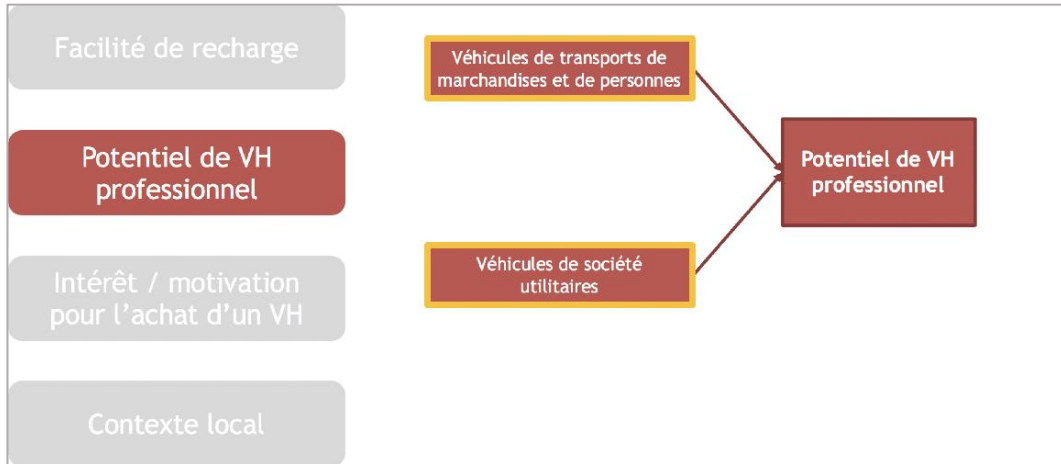 Facilité de recharge
Potentiel de VH
professionnel
Intérêt / motivation
pour l'achat d'un VH
Contexte local
Véhicules de transports de
marchandises et de personnes
Véhicules de société
utilitaires
Potentiel de VH
professionnel